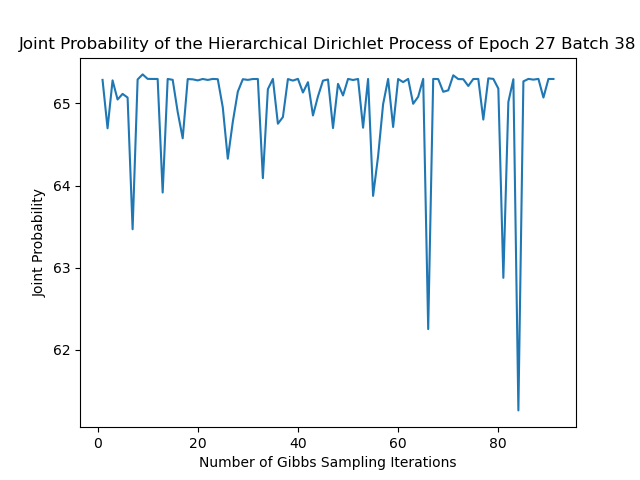 Joint Probability of the Hierarchical Dirichlet Process of Epoch 27 Batch 38
65
64
63
62
Joint Probability
0 20 40 60 80
Number of Gibbs Sampling Iterations